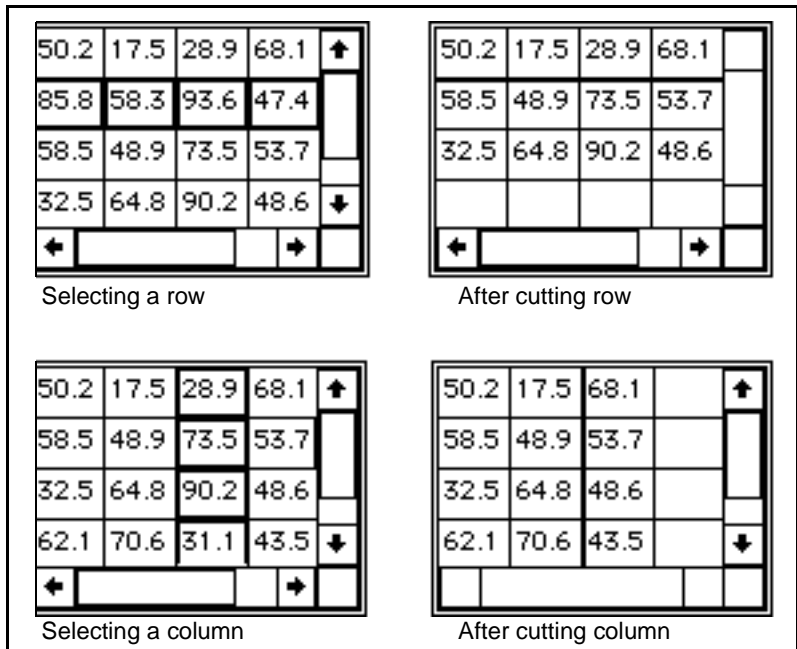 50.2 17.5 28.9 68.1
85.8 58.3 93.6 47.4
58.5 48.9 73.5 53.7
32.5 64.8 90.2 48.6
Selecting a row
50.2 17.5 28.9 68.1
58.5 48.9 73.5 53.7
32.5 64.8 90.2 48.6
After cutting row
50.2 17.5 28.9 68.1
58.5 48.9 73.5 53.7
32.5 64.8 90.2 48.6
62.1 70.6 31.1 43.5
Selecting a column
50.2 17.5 68.1
58.5 48.9 53.7
32.5 64.8 48.6
62.1 70.6 43.5
After cutting column